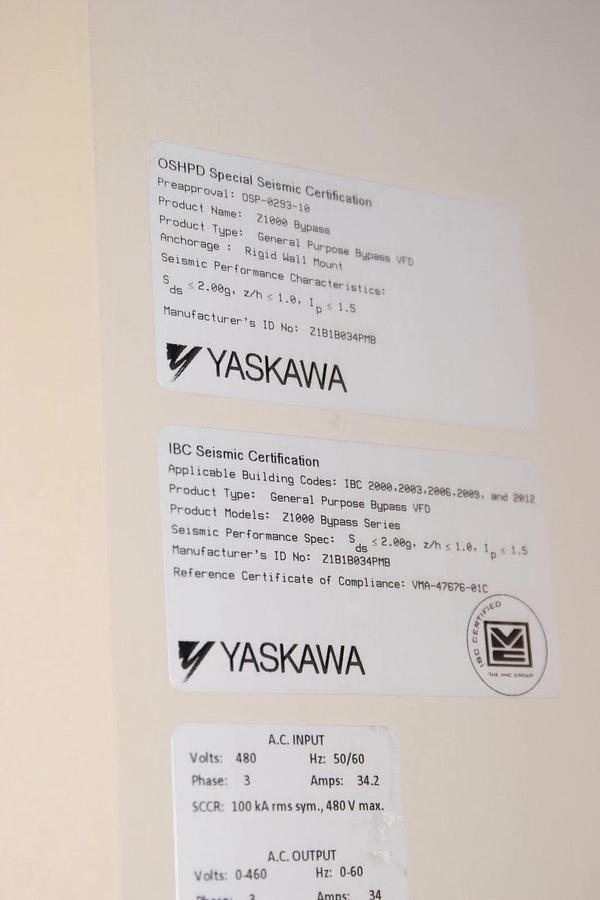 OSHPD Special Seismic Certification
Preapproval: OSP-0293-10
Product Name: Z1000 Bypass
Product Type: General Purpose Bypass VFD
Anchorage : Rigid Wall Mount
Seismic Performance Characteristics:
Sds ≤ 2.00g, z/h ≤ 1.0, Ip ≤ 1.5
Manufacturer's ID No: Z1B1B034PMB
YASKAWA
IBC Seismic Certification
Applicable Building Codes: IBC 2000,2003,2006,2009, and 2012
Product Type: General Purpose Bypass VFD
Product Models: Z1000 Bypass Series
Seismic Performance Spec: Sds ≤ 2.00g, z/h ≤ 1.0, Ip ≤ 1.5
Manufacturer's ID No: Z1B1B034PMB
Reference Certificate of Compliance: VMA-47676-01C
IBC CERTIFIED
THE VMC GROUP
YASKAWA
A.C. INPUT
Volts: 480 Hz: 50/60
Phase: 3 Amps: 34.2
SCCR: 100 kA rms sym., 480 V max.
A.C. OUTPUT
Volts: 0-460 Hz: 0-60
Phase: 3 Amps: 34